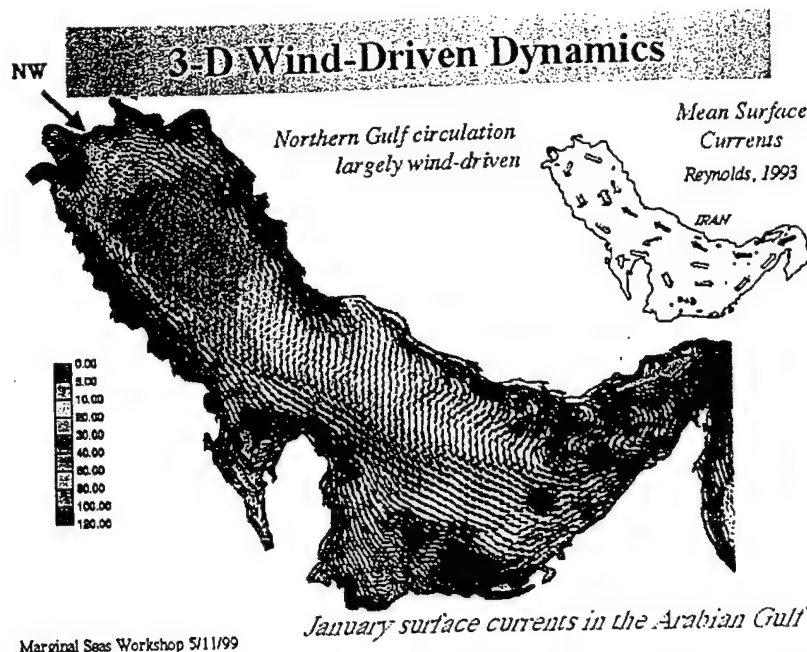 3-D Wind-Driven Dynamics
NW
Northern Gulf circulation
largely wind-driven
Mean Surface
Currents
Reynolds, 1993
IRAN
0.00
5.00
10.00
20.00
30.00
40.00
60.00
80.00
100.00
120.00
January surface currents in the Arabian Gulf
Marginal Seas Workshop 5/11/99